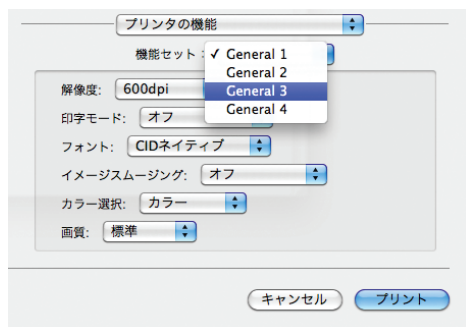 プリンタの機能
機能セット： ✓ General 1
General 2
General 3
General 4
解像度： 600dpi
印字モード： オフ
フォント： CIDネイティブ
イメージスムージング： オフ
カラー選択： カラー
画質： 標準
キャンセル プリント